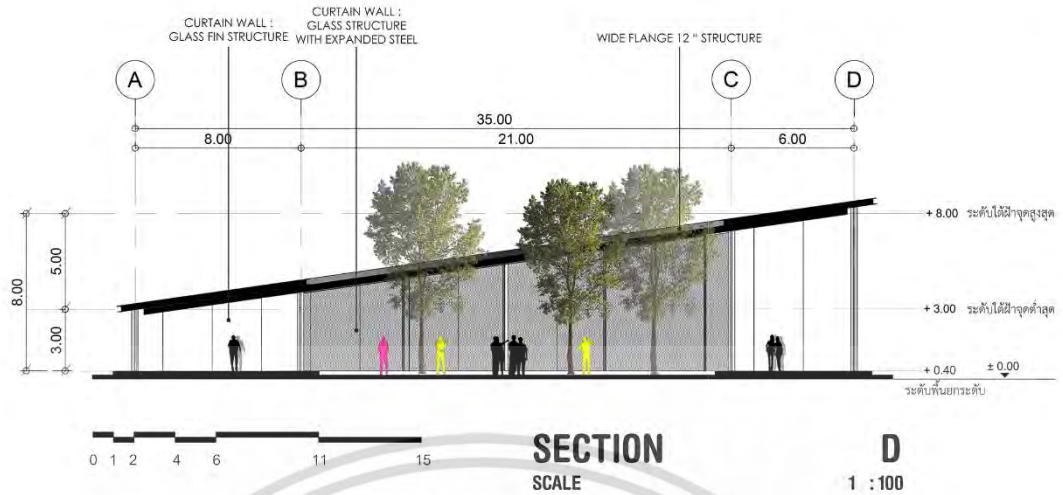 CURTAIN WALL :
GLASS FIN STRUCTURE
CURTAIN WALL :
GLASS STRUCTURE
WITH EXPANDED STEEL
WIDE FLANGE 12 " STRUCTURE
A B C D
35.00
8.00 21.00 6.00
8.00
5.00
3.00
+ 8.00 ระดับใต้ฝ้าจุดสูงสุด
+ 3.00 ระดับใต้ฝ้าจุดต่ำสุด
+ 0.40 ± 0.00
ระดับพื้นยกระดับ
0 1 2 4 6 11 15
SECTION D
SCALE 1 : 100